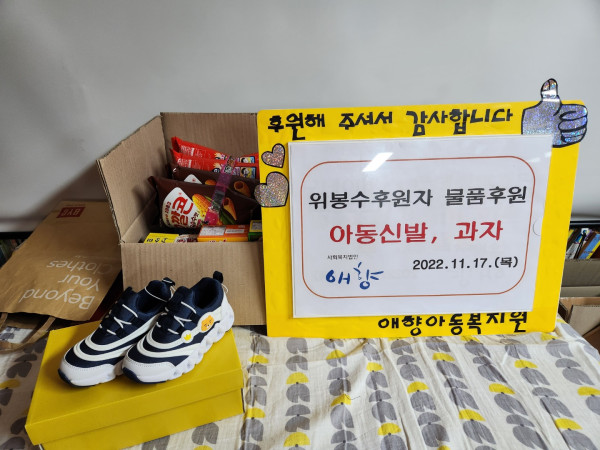 후원해 주셔서 감사합니다
위봉수후원자 물품후원
아동신발, 과자
사회복지법인
애향
2022.11.17.(목)
애향아동복지원
Beyond
Your
Clothes